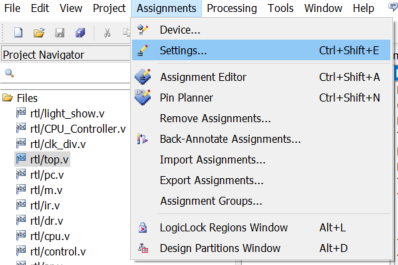 File Edit View Project Assignments Processing Tools Window Help
Device...
Settings... Ctrl+Shift+E
Project Navigator
Assignment Editor Ctrl+Shift+A
Files
Pin Planner Ctrl+Shift+N
rtl/light_show.v
Remove Assignments...
rtl/CPU_Controller.v
rtl/clk_div.v
Back-Annotate Assignments...
rtl/top.v
Import Assignments...
rtl/pc.v
Export Assignments...
rtl/m.v
Assignment Groups...
rtl/ir.v
rtl/dr.v
LogicLock Regions Window Alt+L
rtl/cpu.v
Design Partitions Window Alt+D
rtl/control.v